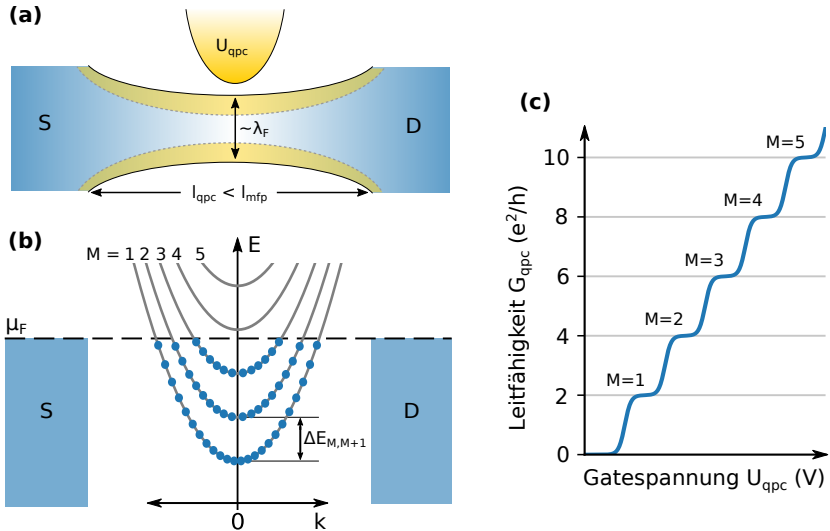 (a)
U_qpc
S
~λ_F
D
l_qpc < l_mfp
(b)
E
M = 1 2 3 4 5
μ_F
S
D
ΔE_M,M+1
0
k
(c)
Leitfähigkeit G_qpc (e²/h)
10
8
6
4
2
0
M=5
M=4
M=3
M=2
M=1
Gatespannung U_qpc (V)